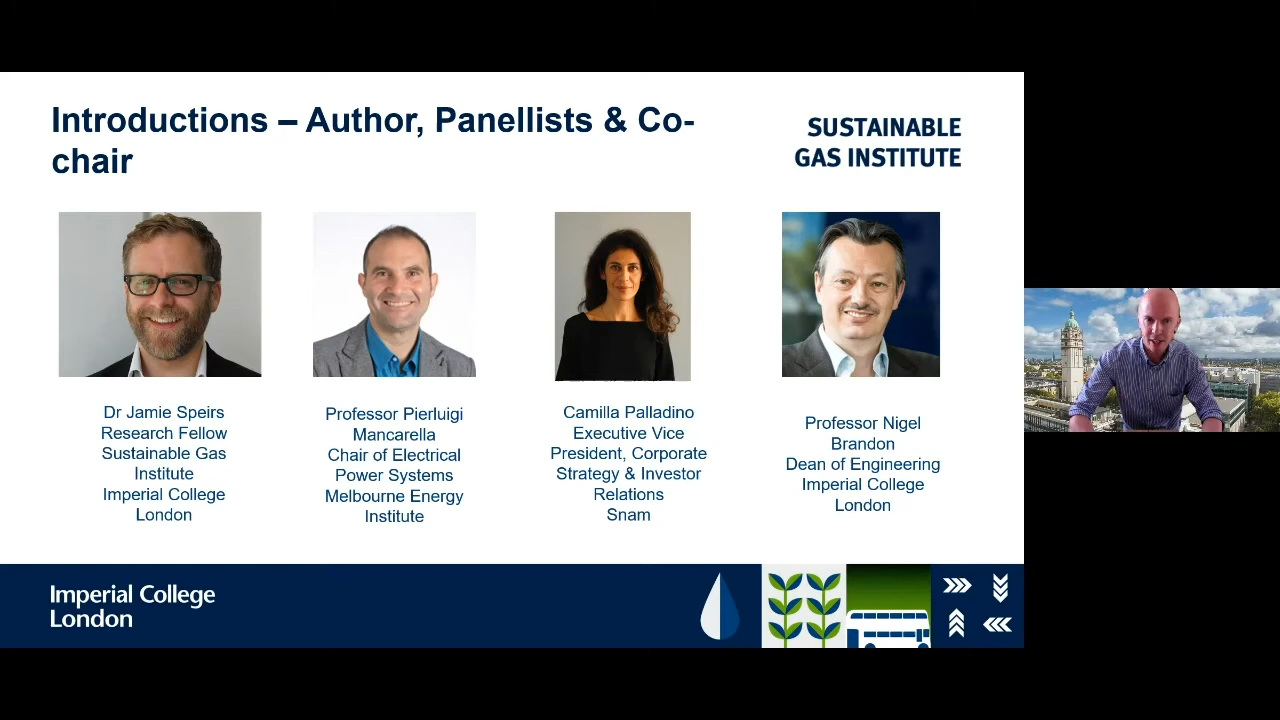 Introductions – Author, Panellists & Co-
chair
SUSTAINABLE
GAS INSTITUTE
Dr Jamie Speirs
Research Fellow
Sustainable Gas
Institute
Imperial College
London
Professor Pierluigi
Mancarella
Chair of Electrical
Power Systems
Melbourne Energy
Institute
Camilla Palladino
Executive Vice
President, Corporate
Strategy & Investor
Relations
Snam
Professor Nigel
Brandon
Dean of Engineering
Imperial College
London
Imperial College
London